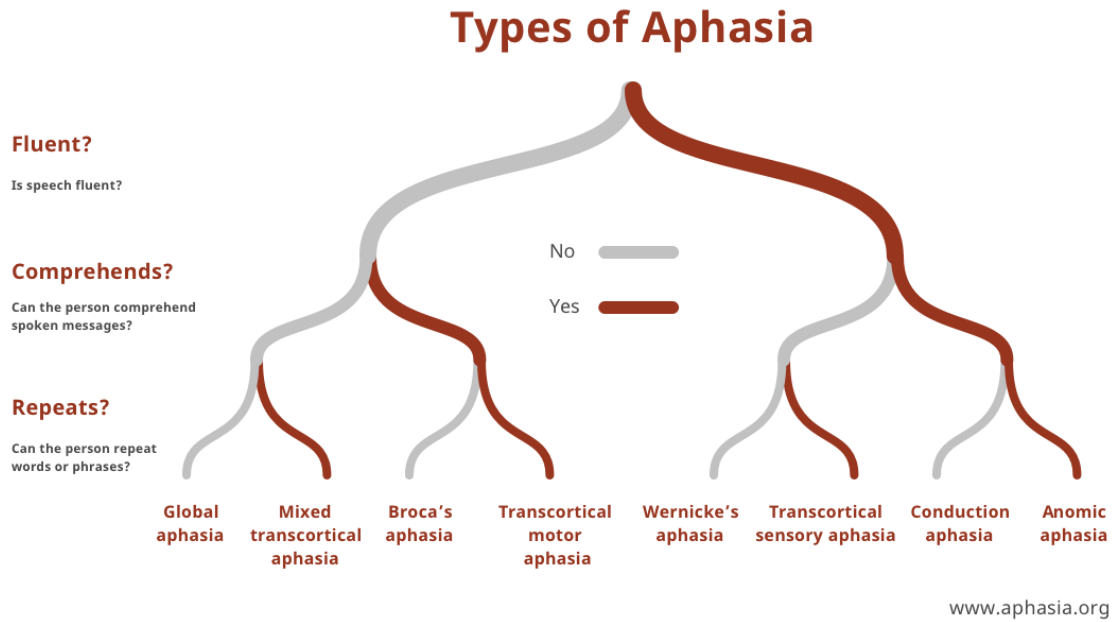 Types of Aphasia
Fluent?
Is speech fluent?
No
Yes
Comprehends?
Can the person comprehend
spoken messages?
Repeats?
Can the person repeat
words or phrases?
Global
aphasia
Mixed
transcortical
aphasia
Broca’s
aphasia
Transcortical
motor
aphasia
Wernicke’s
aphasia
Transcortical
sensory aphasia
Conduction
aphasia
Anomic
aphasia
www.aphasia.org